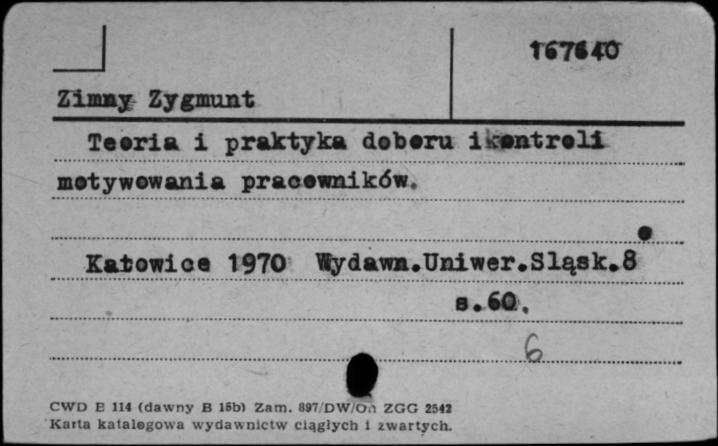 167640
Zimny Zygmunt
Teoria i praktyka doboru i kontroli
motywowania pracowników.
Katowice 1970 Wydawn.Uniwer.Sląsk.8
s.60.
6
CWD E 114 (dawny B 15b) Zam. 897/DW/On ZGG 2542
Karta katalogowa wydawnictw ciągłych i zwartych.